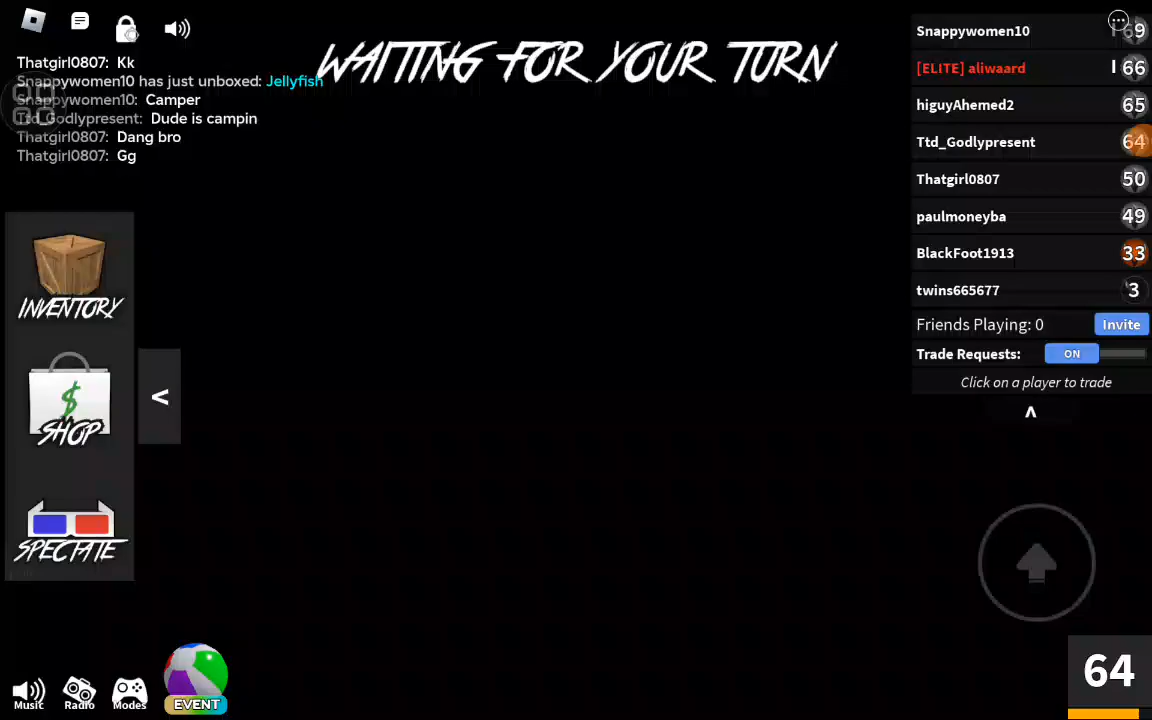 WAITING FOR YOUR TURN
Thatgirl0807: Kk
Snappywomen10 has just unboxed: Jellyfish
Snappywomen10: Camper
Ttd_Godlypresent: Dude is campin
Thatgirl0807: Dang bro
Thatgirl0807: Gg
INVENTORY
SHOP
<
SPECTATE
Music
Radio
Modes
EVENT
Snappywomen10 69
[ELITE] aliwaard 66
higuyAhemed2 65
Ttd_Godlypresent 64
Thatgirl0807 50
paulmoneyba 49
BlackFoot1913 33
twins665677 3
Friends Playing: 0 Invite
Trade Requests: ON
Click on a player to trade
64